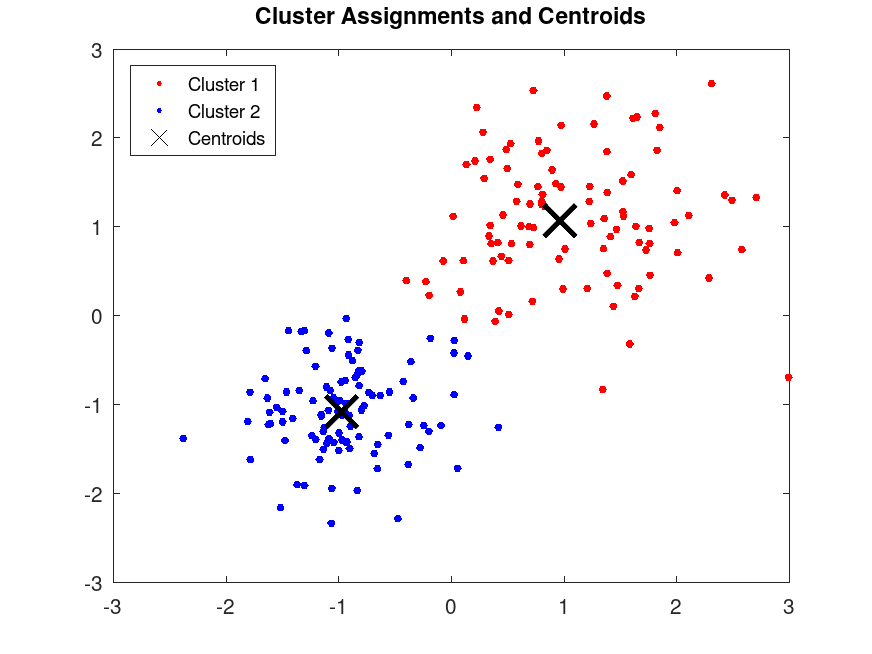 Cluster Assignments and Centroids
3
Cluster 1
Cluster 2
Centroids
2
1
0
-1
-2
-3
-3 -2 -1 0 1 2 3